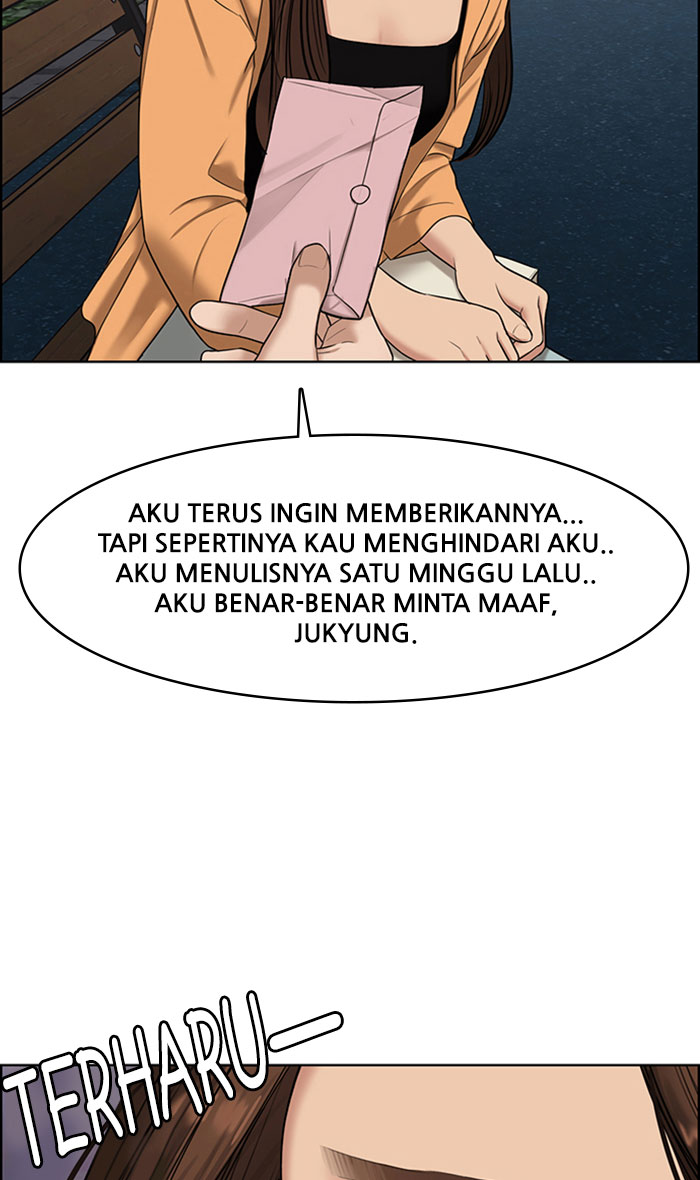 AKU TERUS INGIN MEMBERIKANNYA...
TAPI SEPERTINYA KAU MENGHINDARI AKU..
AKU MENULISNYA SATU MINGGU LALU..
AKU BENAR-BENAR MINTA MAAF,
JUKYUNG.
TERHARU—